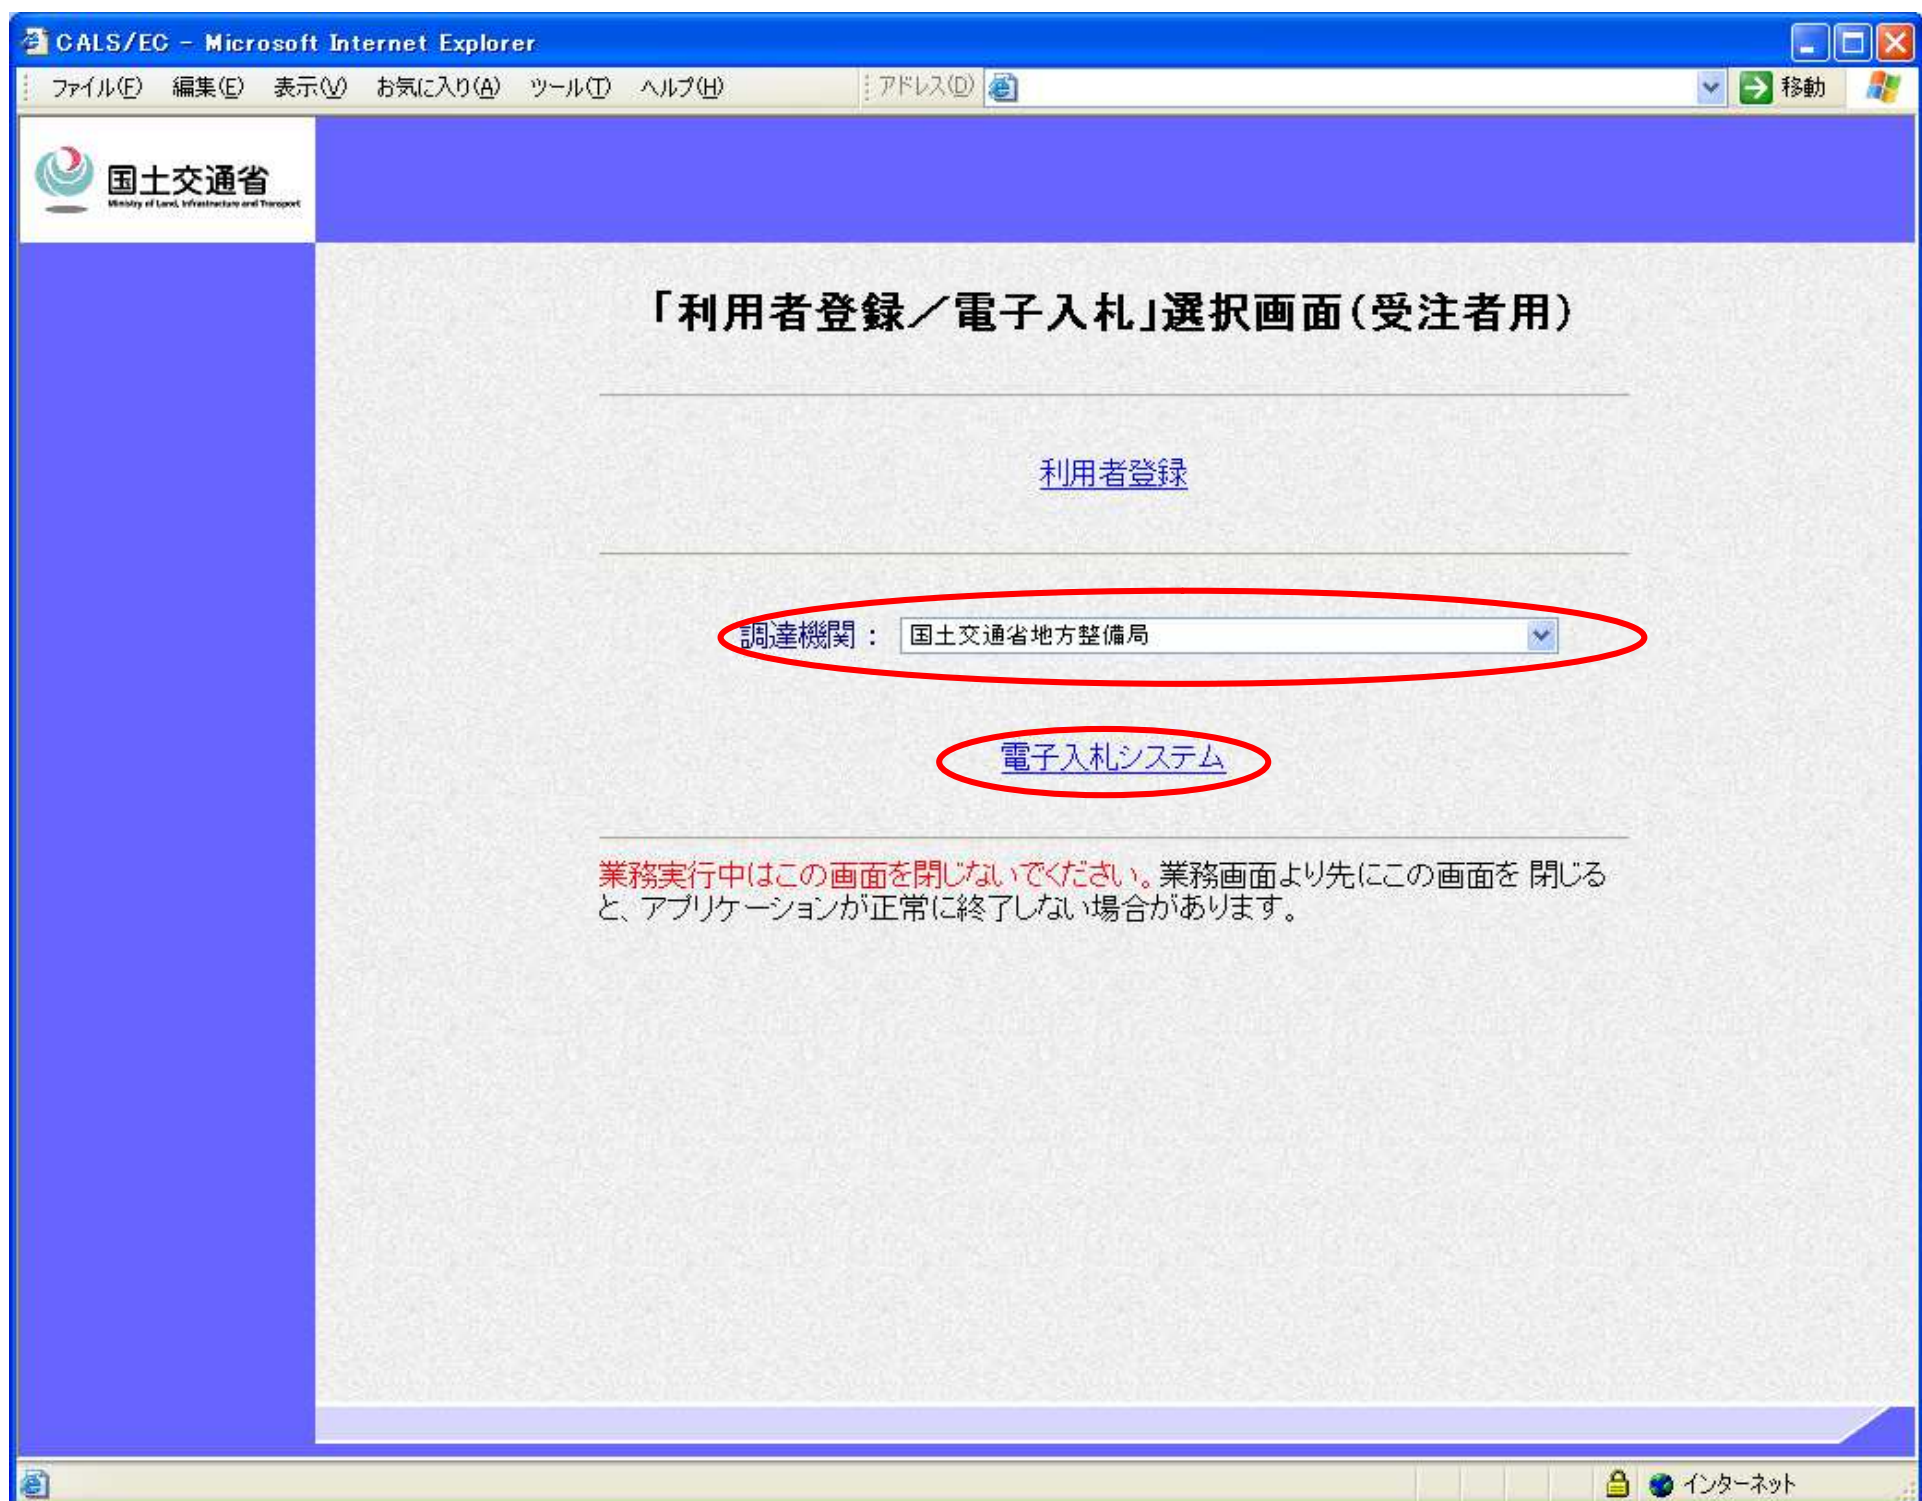 CALS/EC - Microsoft Internet Explorer
ファイル(F) 編集(E) 表示(V) お気に入り(A) ツール(T) ヘルプ(H) アドレス(D) 移動
国土交通省
Ministry of Land, Infrastructure and Transport
「利用者登録／電子入札」選択画面(受注者用)
利用者登録
調達機関： 国土交通省地方整備局
電子入札システム
業務実行中はこの画面を閉じないでください。業務画面より先にこの画面を 閉じる
と、アプリケーションが正常に終了しない場合があります。
インターネット